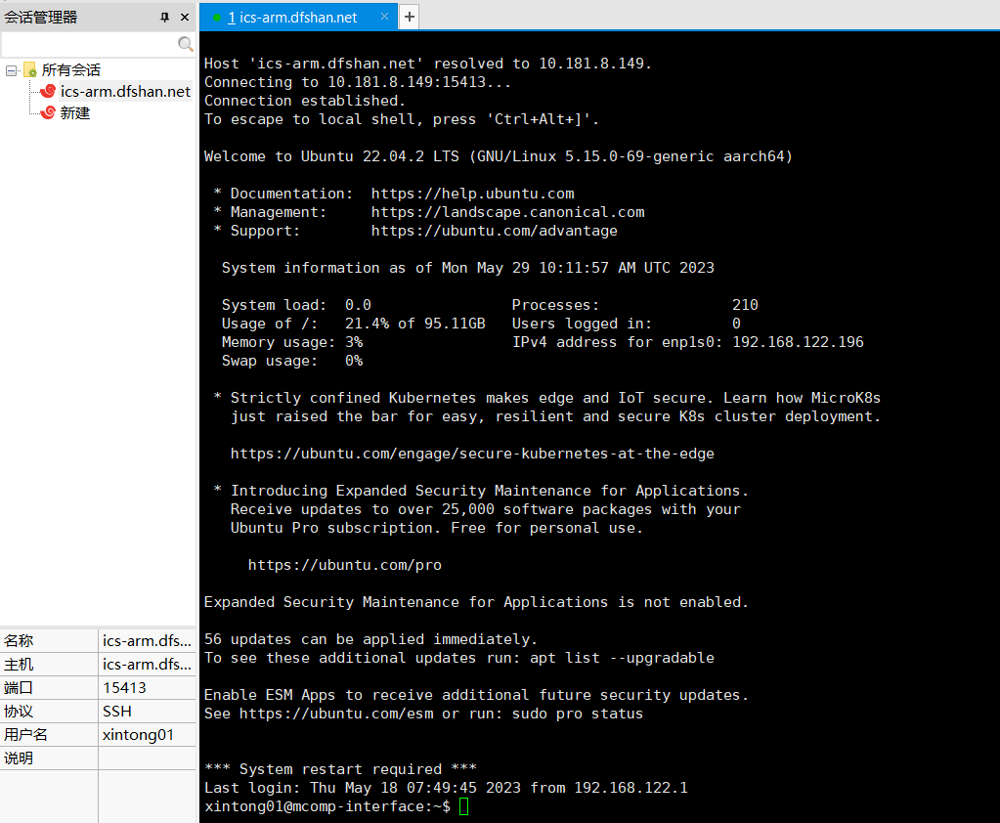 会话管理器
所有会话
ics-arm.dfshan.net
新建
名称 ics-arm.dfs...
主机 ics-arm.dfs...
端口 15413
协议 SSH
用户名 xintong01
说明
1 ics-arm.dfshan.net × +
Host 'ics-arm.dfshan.net' resolved to 10.181.8.149.
Connecting to 10.181.8.149:15413...
Connection established.
To escape to local shell, press 'Ctrl+Alt+]'.
Welcome to Ubuntu 22.04.2 LTS (GNU/Linux 5.15.0-69-generic aarch64)
* Documentation:  https://help.ubuntu.com
* Management:     https://landscape.canonical.com
* Support:        https://ubuntu.com/advantage
System information as of Mon May 29 10:11:57 AM UTC 2023
System load:  0.0                Processes:               210
Usage of /:   21.4% of 95.11GB   Users logged in:         0
Memory usage: 3%                 IPv4 address for enp1s0: 192.168.122.196
Swap usage:   0%
* Strictly confined Kubernetes makes edge and IoT secure. Learn how MicroK8s
just raised the bar for easy, resilient and secure K8s cluster deployment.
https://ubuntu.com/engage/secure-kubernetes-at-the-edge
* Introducing Expanded Security Maintenance for Applications.
Receive updates to over 25,000 software packages with your
Ubuntu Pro subscription. Free for personal use.
https://ubuntu.com/pro
Expanded Security Maintenance for Applications is not enabled.
56 updates can be applied immediately.
To see these additional updates run: apt list --upgradable
Enable ESM Apps to receive additional future security updates.
See https://ubuntu.com/esm or run: sudo pro status
*** System restart required ***
Last login: Thu May 18 07:49:45 2023 from 192.168.122.1
xintong01@mcomp-interface:~$